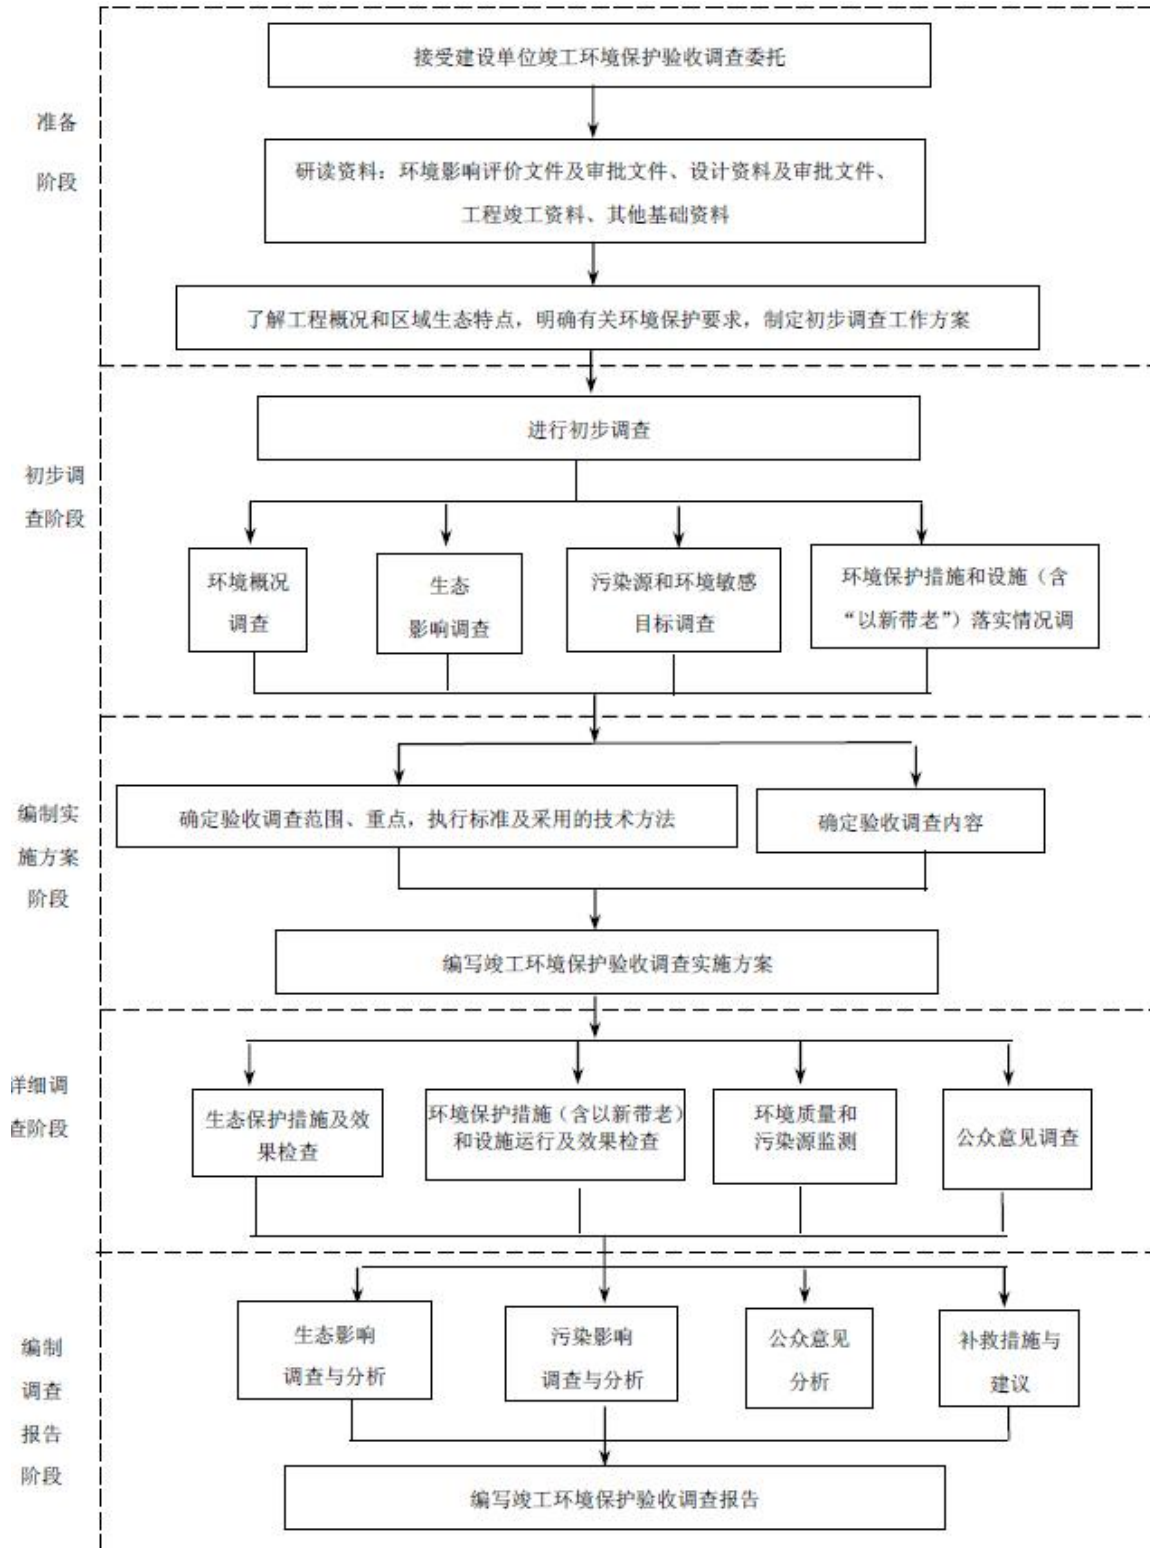 接受建设单位竣工环境保护验收调查委托
准备
阶段
研读资料：环境影响评价文件及审批文件、设计资料及审批文件、
工程竣工资料、其他基础资料
了解工程概况和区域生态特点，明确有关环境保护要求，制定初步调查工作方案
进行初步调查
初步调
查阶段
环境概况
调查
生态
影响调查
污染源和环境敏感
目标调查
环境保护措施和设施（含
“以新带老”）落实情况调
编制实
施方案
阶段
确定验收调查范围、重点，执行标准及采用的技术方法
确定验收调查内容
编写竣工环境保护验收调查实施方案
详细调
查阶段
生态保护措施及效
果检查
环境保护措施（含以新带老）
和设施运行及效果检查
环境质量和
污染源监测
公众意见调查
编制
调查
报告
阶段
生态影响
调查与分析
污染影响
调查与分析
公众意见
分析
补救措施与
建议
编写竣工环境保护验收调查报告